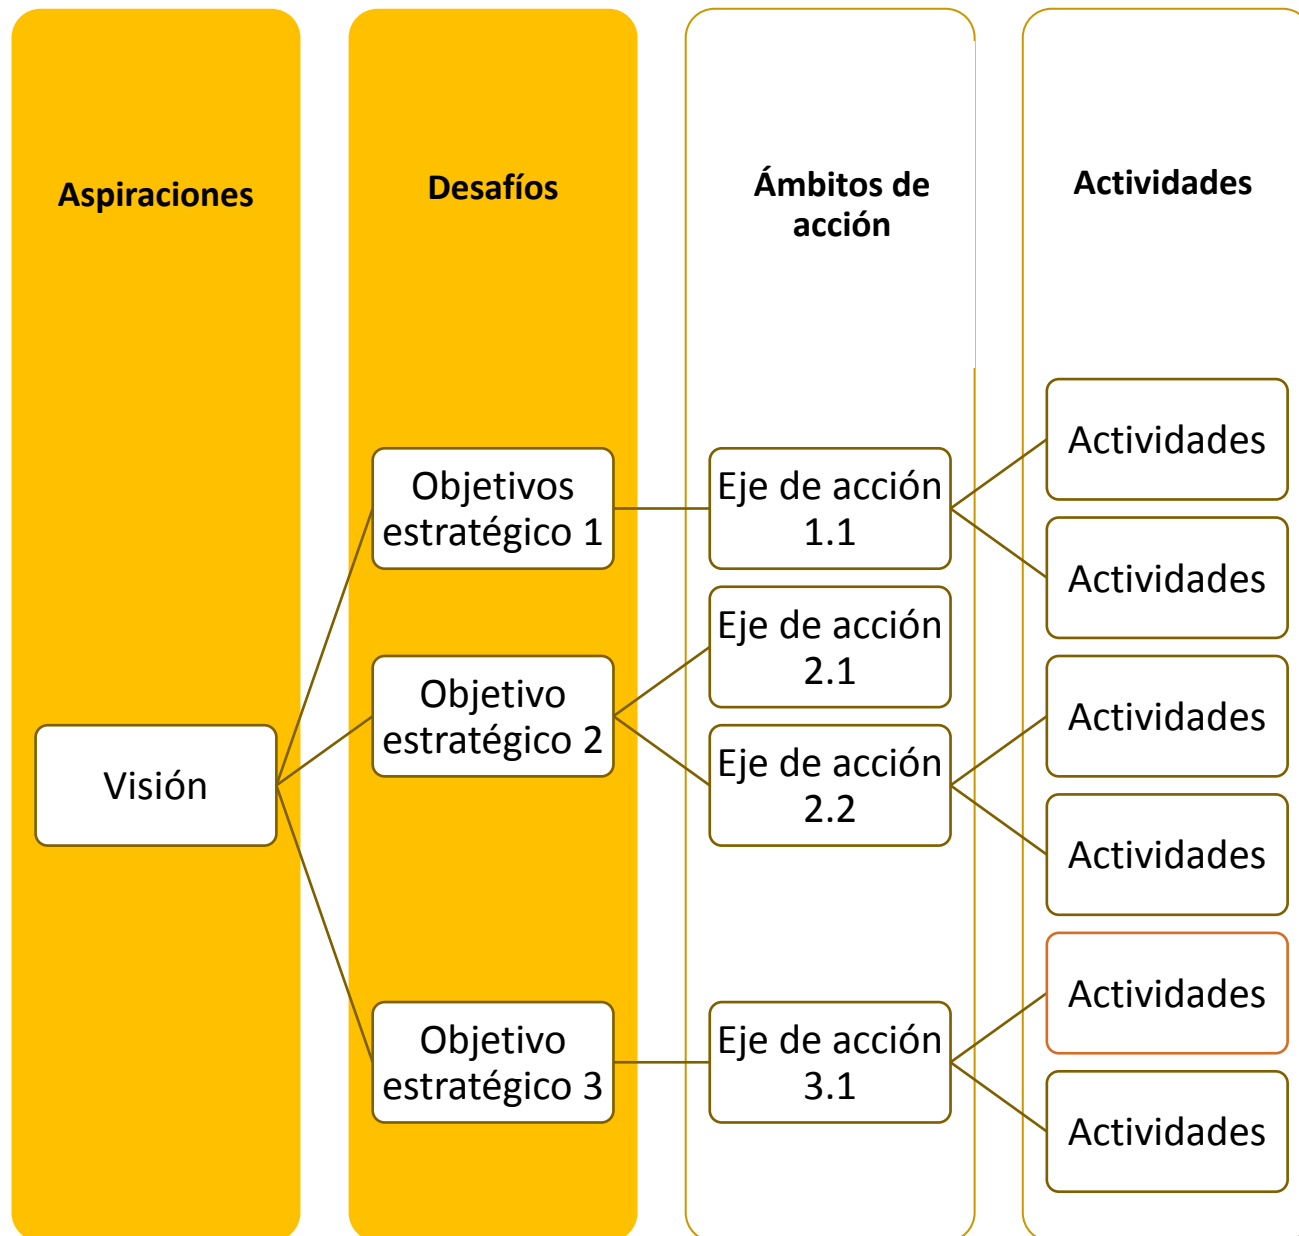 Aspiraciones
Desafíos
Ámbitos de
acción
Actividades
Visión
Objetivos
estratégico 1
Objetivo
estratégico 2
Objetivo
estratégico 3
Eje de acción
1.1
Eje de acción
2.1
Eje de acción
2.2
Eje de acción
3.1
Actividades
Actividades
Actividades
Actividades
Actividades
Actividades